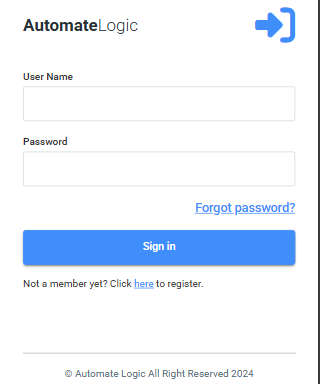 AutomateLogic
User Name
Password
Forgot password?
Sign in
Not a member yet? Click here to register.
© Automate Logic All Right Reserved 2024